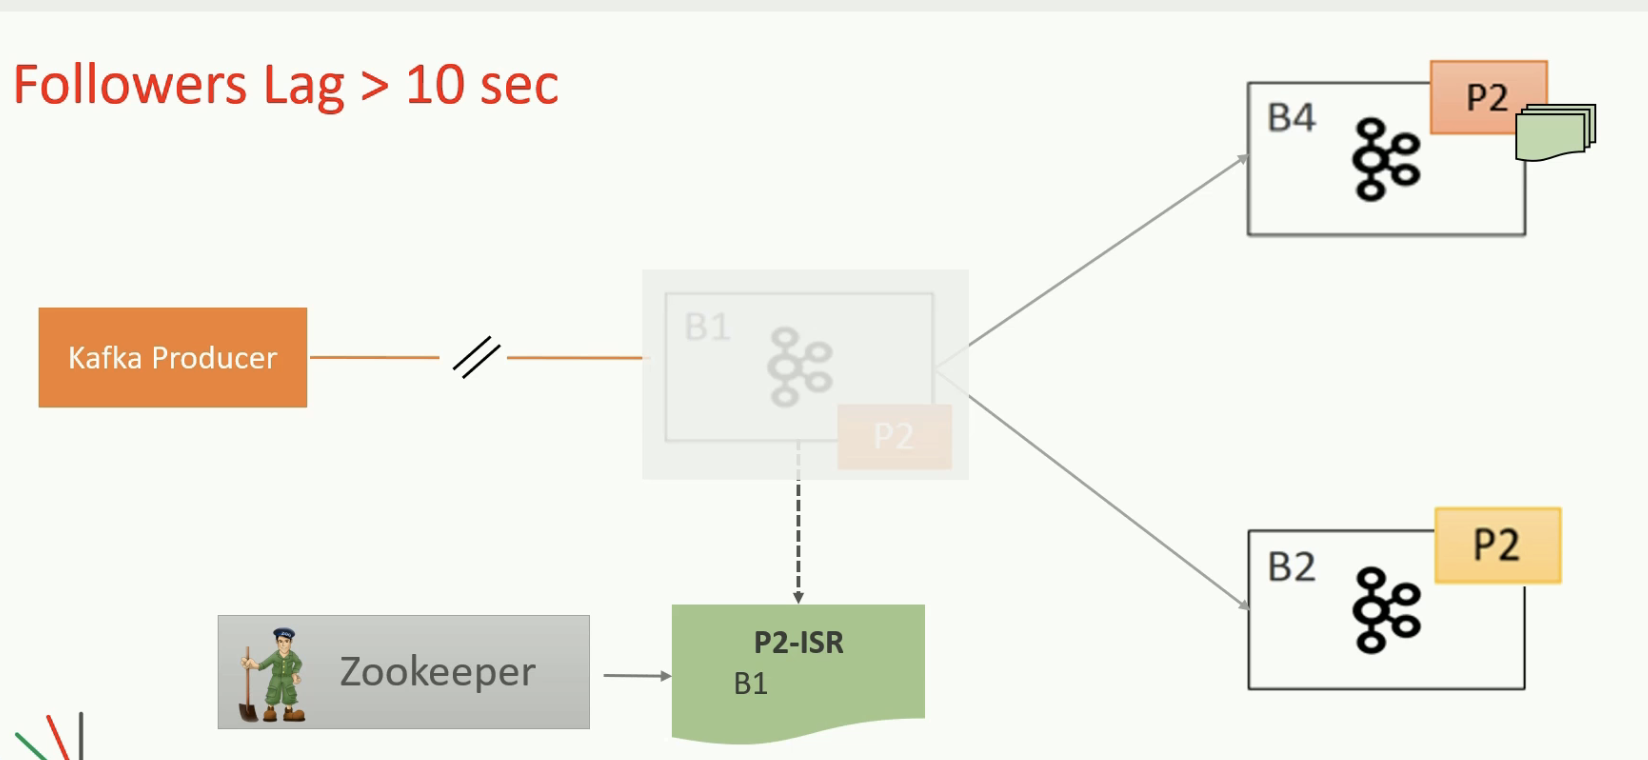 Followers Lag > 10 sec
B4
P2
Kafka Producer
B1
P2
B2
P2
Zookeeper
P2-ISR
B1